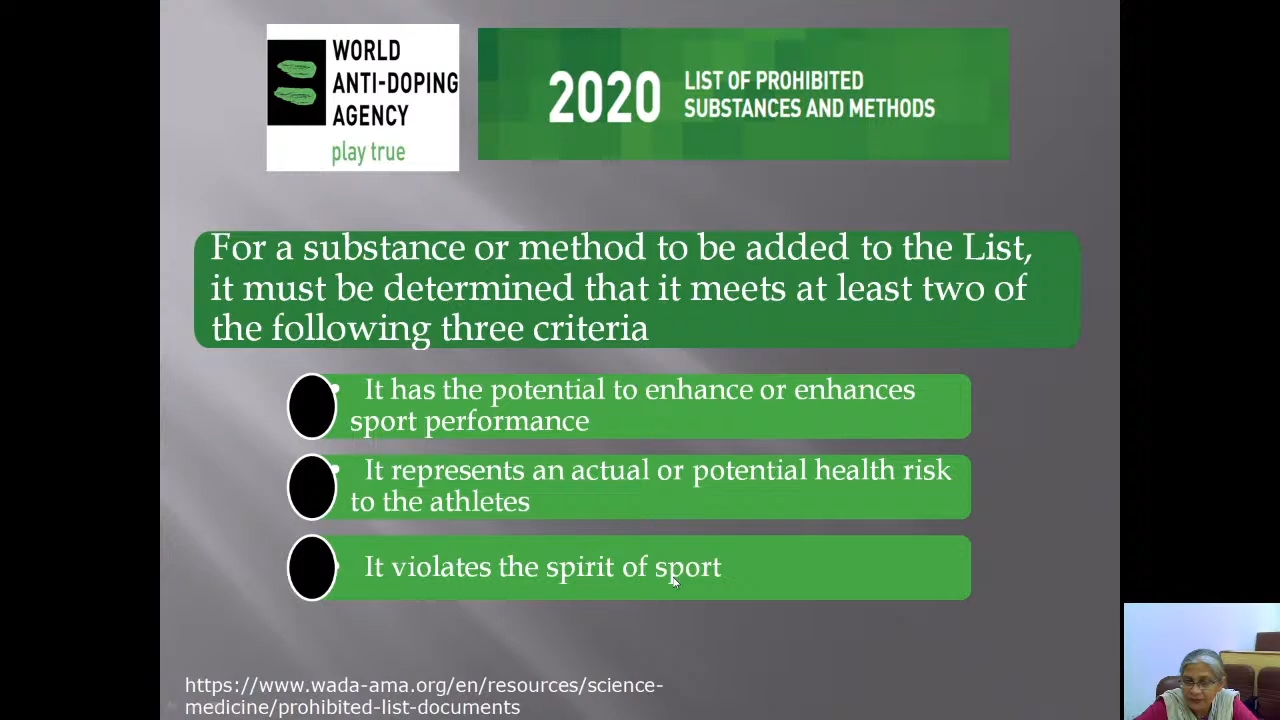 WORLD
ANTI-DOPING
AGENCY
play true
2020
LIST OF PROHIBITED
SUBSTANCES AND METHODS
For a substance or method to be added to the List,
it must be determined that it meets at least two of
the following three criteria
• It has the potential to enhance or enhances
sport performance
• It represents an actual or potential health risk
to the athletes
• It violates the spirit of sport
https://www.wada-ama.org/en/resources/science-
medicine/prohibited-list-documents